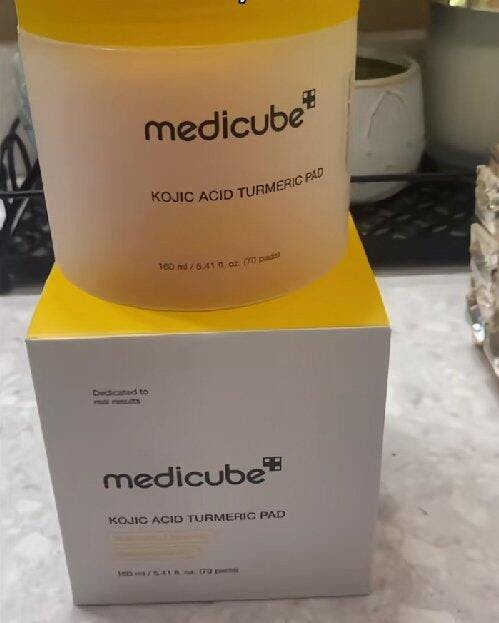 medicube
KOJIC ACID TURMERIC PAD
160 ml / 5.41 fl. oz. (70 pads)
Dedicated to
real results
medicube
KOJIC ACID TURMERIC PAD
160 ml / 5.41 fl. oz. (70 pads)